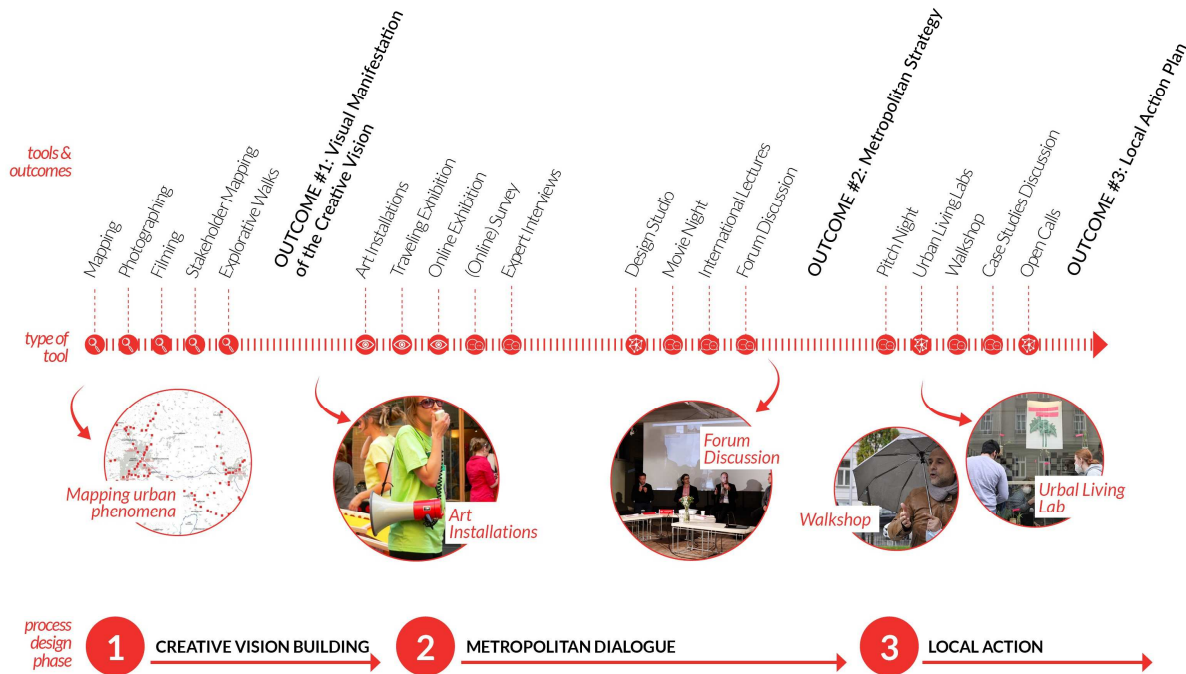 tools &
outcomes
Mapping
Photographing
Filming
Stakeholder Mapping
Explorative Walks
OUTCOME #1: Visual Manifestation
of the Creative Vision
Art Installations
Traveling Exhibition
Online Exhibition
(Online) Survey
Expert Interviews
Design Studio
Movie Night
International Lectures
Forum Discussion
OUTCOME #2: Metropolitan Strategy
Pitch Night
Urban Living Labs
Walkshop
Case Studies Discussion
Open Calls
OUTCOME #3: Local Action Plan
type of
tool
Mapping urban
phenomena
Art
Installations
Forum
Discussion
Walkshop
Urbal Living
Lab
process
design
phase
1 CREATIVE VISION BUILDING
2 METROPOLITAN DIALOGUE
3 LOCAL ACTION